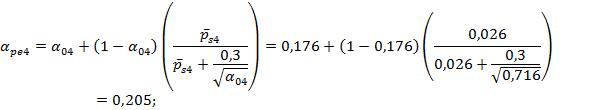 α_{pe4} = α_{04} + (1 − α_{04}) ( p̄_{s4} / ( p̄_{s4} + 0,3 / √α_{04} ) ) = 0,176 + (1 − 0,176) ( 0,026 / ( 0,026 + 0,3 / √0,716 ) )
= 0,205;